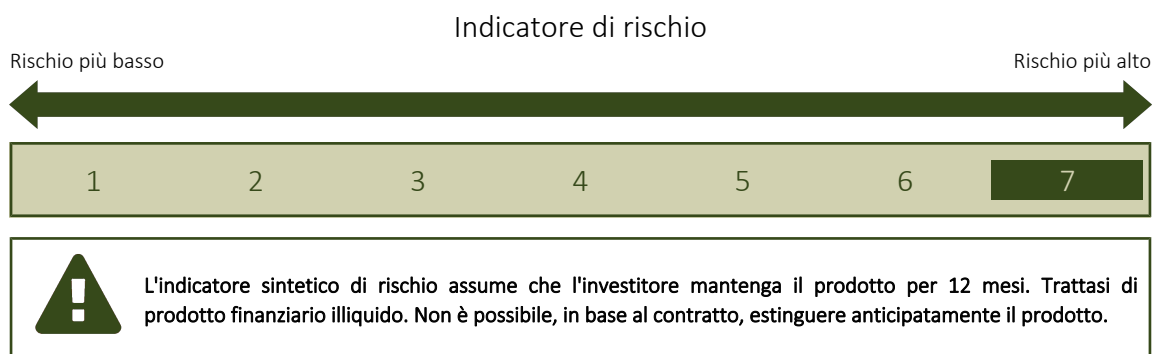 Indicatore di rischio
Rischio più basso Rischio più alto
1 2 3 4 5 6 7
L'indicatore sintetico di rischio assume che l'investitore mantenga il prodotto per 12 mesi. Trattasi di
prodotto finanziario illiquido. Non è possibile, in base al contratto, estinguere anticipatamente il prodotto.